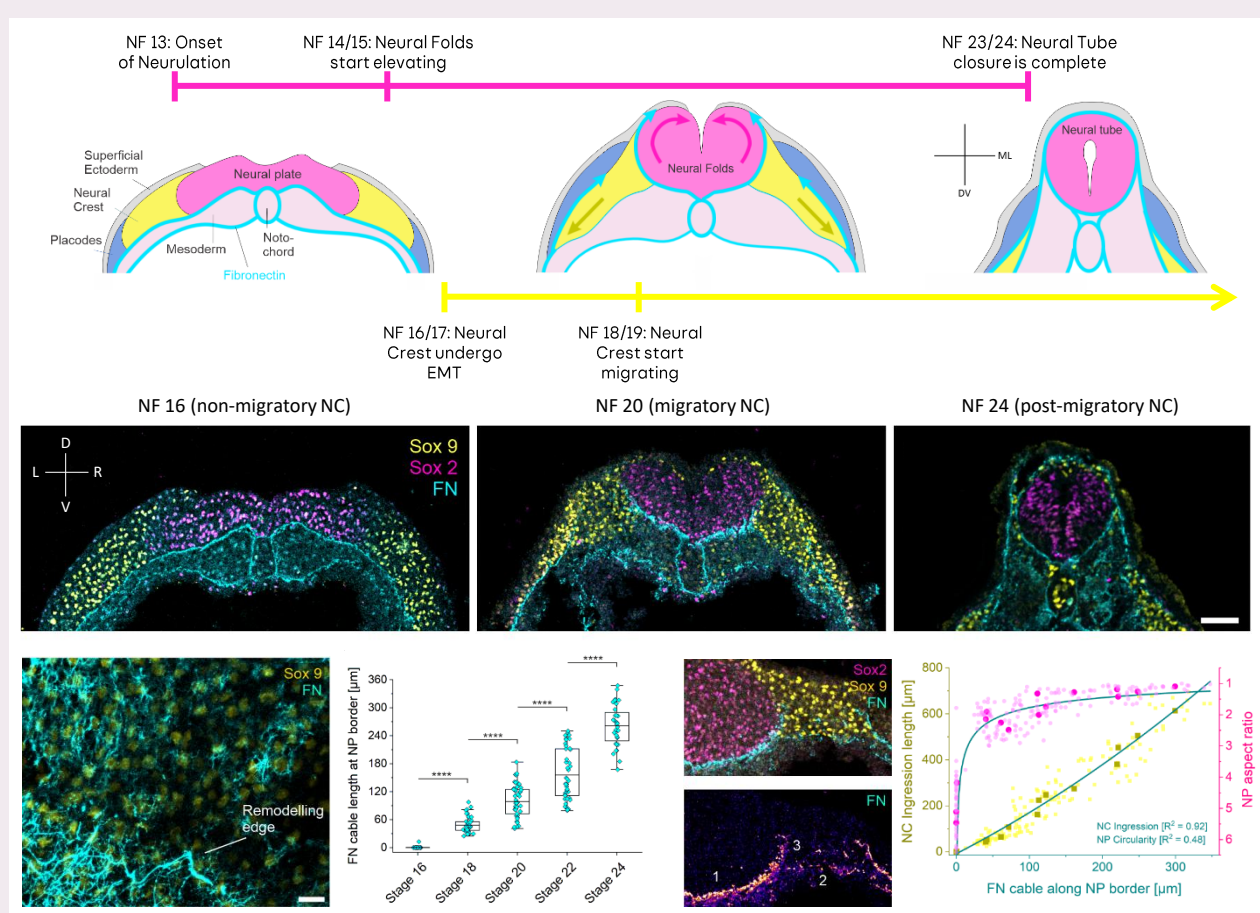 NF 13: Onset
of Neurulation
NF 14/15: Neural Folds
start elevating
NF 23/24: Neural Tube
closure is complete
Superficial
Ectoderm
Neural
Crest
Placodes
Neural plate
Mesoderm
Noto-
chord
Fibronectin
Neural Folds
ML
DV
Neural tube
NF 16/17: Neural
Crest undergo
EMT
NF 18/19: Neural
Crest start
migrating
NF 16 (non-migratory NC)
NF 20 (migratory NC)
NF 24 (post-migratory NC)
D
L
R
V
Sox 9
Sox 2
FN
Sox 9
FN
Remodelling
edge
FN cable length at NP border [µm]
360
300
240
180
120
60
0
****
****
****
****
Stage 16
Stage 18
Stage 20
Stage 22
Stage 24
Sox2
Sox 9
FN
FN
1
2
3
NC Ingression length [µm]
800
600
400
200
0
0
100
200
300
FN cable along NP border [µm]
NC Ingression [R² = 0.92]
NP Circularity [R² = 0.48]
1
2
3
4
5
6
NP aspect ratio